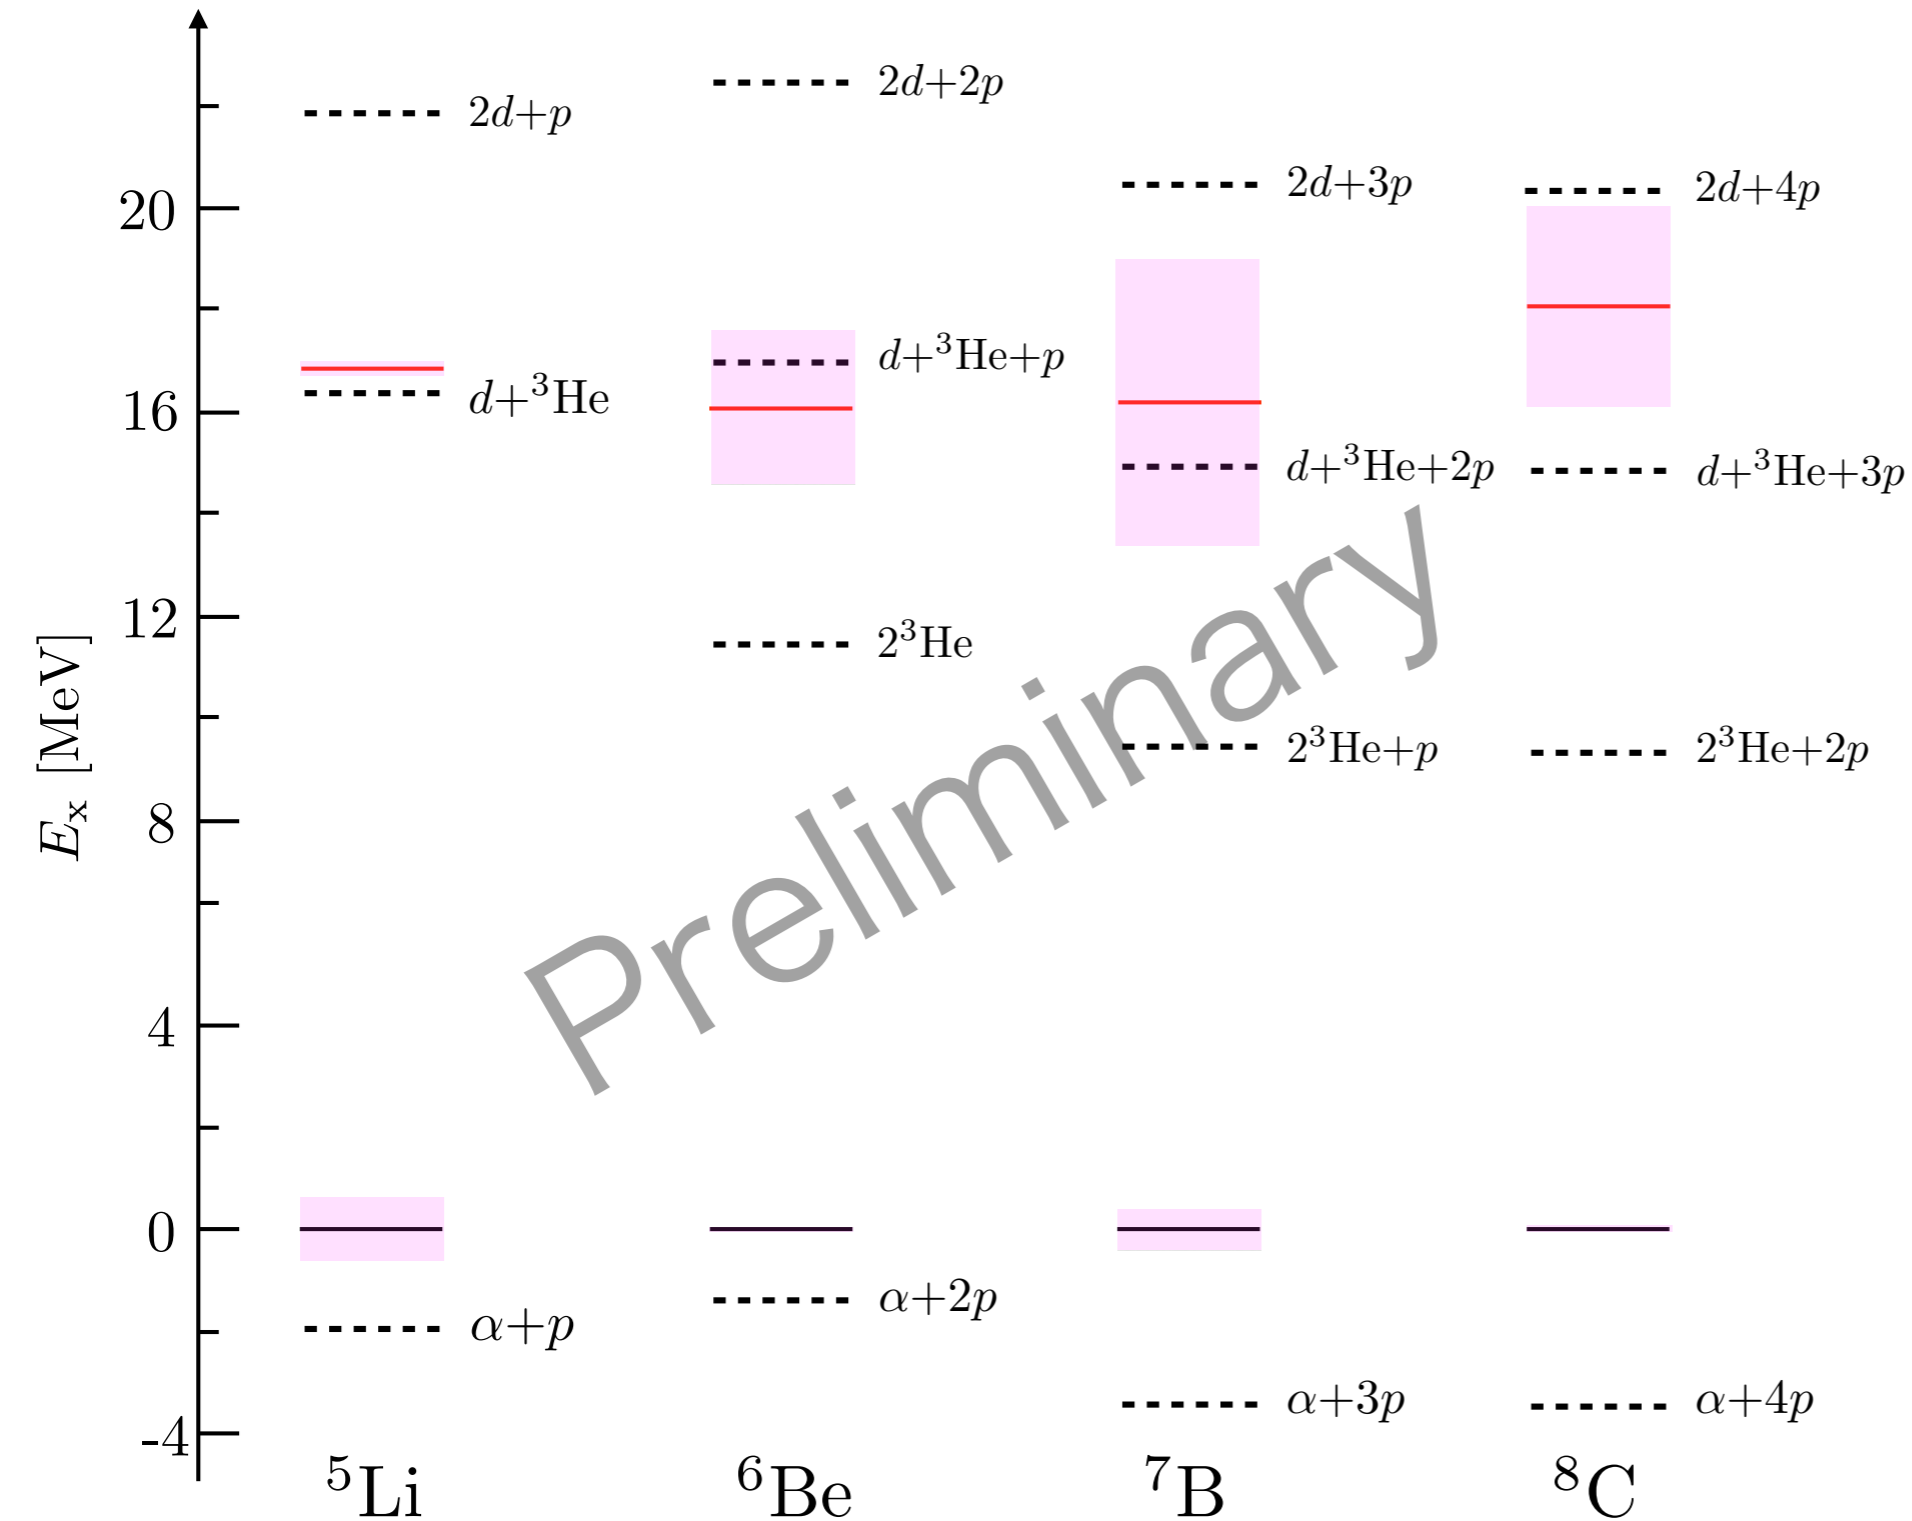 2d+p
2d+2p
2d+3p
2d+4p
20
d+³He+p
d+³He
16
d+³He+2p
d+³He+3p
12
2³He
2³He+p
2³He+2p
8
Eₓ [MeV]
Preliminary
4
0
α+p
α+2p
α+3p
α+4p
-4
⁵Li
⁶Be
⁷B
⁸C